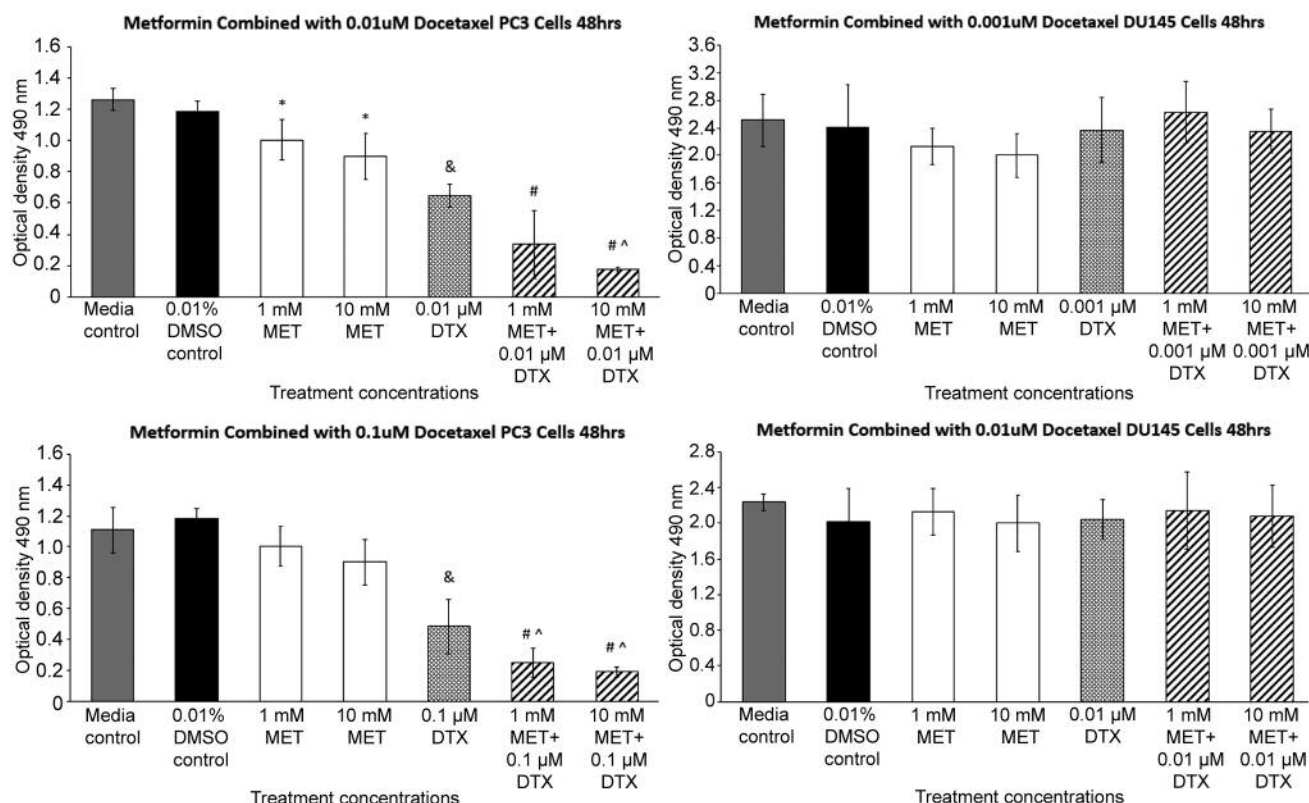 Metformin Combined with 0.01uM Docetaxel PC3 Cells 48hrs
Optical density 490 nm
1.6
1.4
1.2
1.0
0.8
0.6
0.4
0.2
0
*
*
&
#
# ^
Media control
0.01% DMSO control
1 mM MET
10 mM MET
0.01 µM DTX
1 mM MET+ 0.01 µM DTX
10 mM MET+ 0.01 µM DTX
Treatment concentrations
Metformin Combined with 0.001uM Docetaxel DU145 Cells 48hrs
Optical density 490 nm
3.6
3.2
2.8
2.4
2.0
1.6
1.2
0.8
0.4
0
Media control
0.01% DMSO control
1 mM MET
10 mM MET
0.001 µM DTX
1 mM MET+ 0.001 µM DTX
10 mM MET+ 0.001 µM DTX
Treatment concentrations
Metformin Combined with 0.1uM Docetaxel PC3 Cells 48hrs
Optical density 490 nm
1.6
1.4
1.2
1.0
0.8
0.6
0.4
0.2
0
&
# ^
# ^
Media control
0.01% DMSO control
1 mM MET
10 mM MET
0.1 µM DTX
1 mM MET+ 0.1 µM DTX
10 mM MET+ 0.1 µM DTX
Treatment concentrations
Metformin Combined with 0.01uM Docetaxel DU145 Cells 48hrs
Optical density 490 nm
2.8
2.4
2.0
1.6
1.2
0.8
0.4
0
Media control
0.01% DMSO control
1 mM MET
10 mM MET
0.01 µM DTX
1 mM MET+ 0.01 µM DTX
10 mM MET+ 0.01 µM DTX
Treatment concentrations